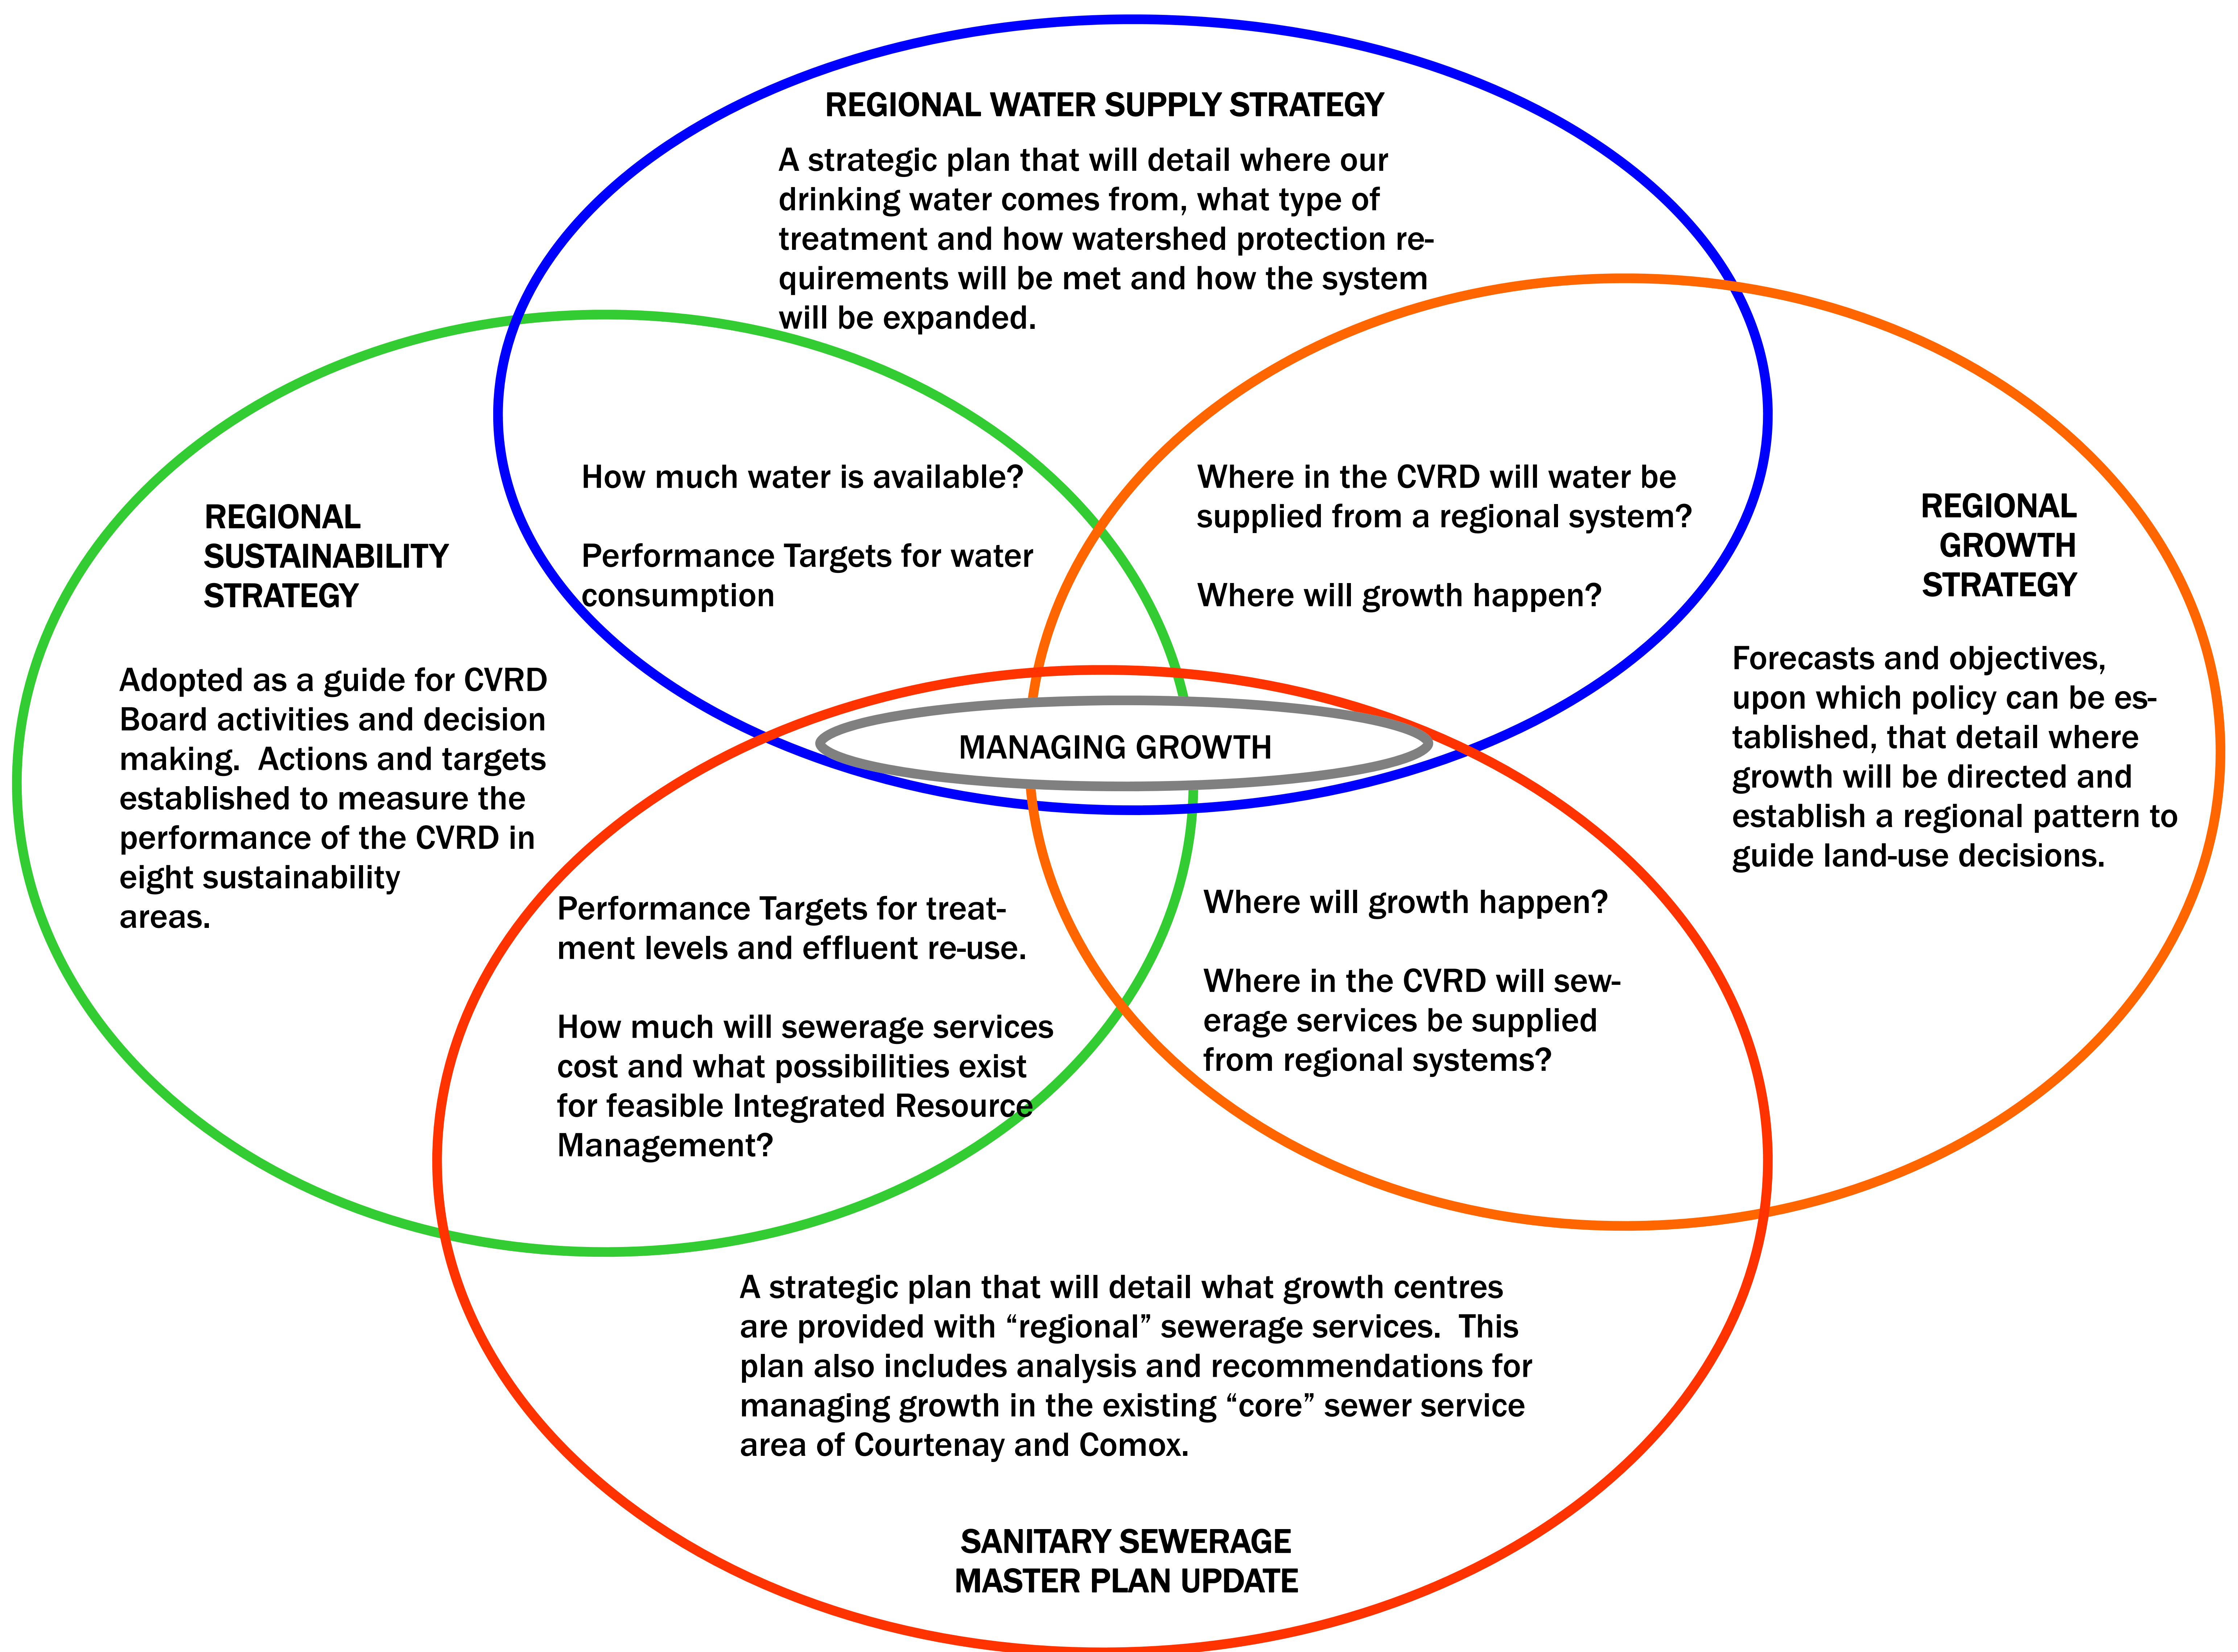 REGIONAL WATER SUPPLY STRATEGY
A strategic plan that will detail where our
drinking water comes from, what type of
treatment and how watershed protection re-
quirements will be met and how the system
will be expanded.
How much water is available?
Performance Targets for water
consumption
Where in the CVRD will water be
supplied from a regional system?
Where will growth happen?
REGIONAL
SUSTAINABILITY
STRATEGY
Adopted as a guide for CVRD
Board activities and decision
making.  Actions and targets
established to measure the
performance of the CVRD in
eight sustainability
areas.
REGIONAL
GROWTH
STRATEGY
Forecasts and objectives,
upon which policy can be es-
tablished, that detail where
growth will be directed and
establish a regional pattern to
guide land-use decisions.
MANAGING GROWTH
Performance Targets for treat-
ment levels and effluent re-use.
How much will sewerage services
cost and what possibilities exist
for feasible Integrated Resource
Management?
Where will growth happen?
Where in the CVRD will sew-
erage services be supplied
from regional systems?
A strategic plan that will detail what growth centres
are provided with “regional” sewerage services.  This
plan also includes analysis and recommendations for
managing growth in the existing “core” sewer service
area of Courtenay and Comox.
SANITARY SEWERAGE
MASTER PLAN UPDATE